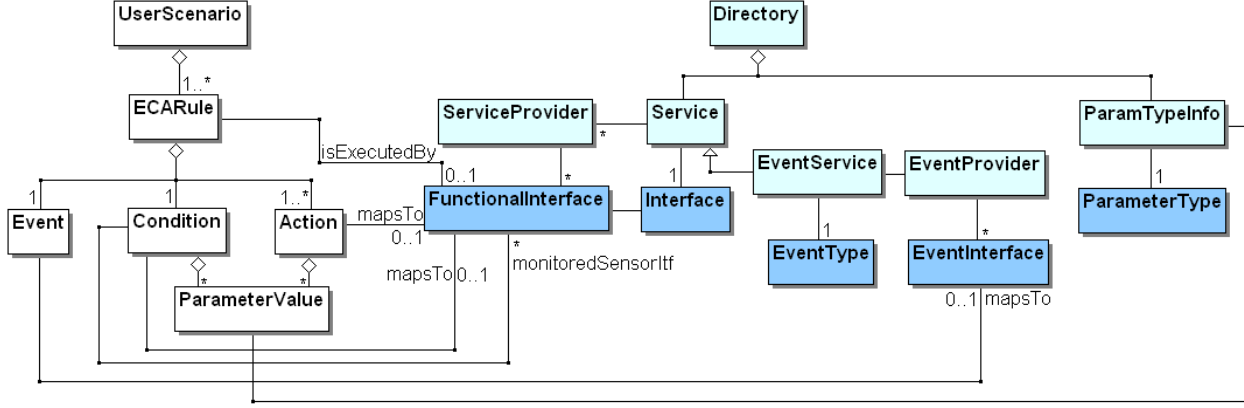 UserScenario
Directory
1..*
ECARule
ServiceProvider
Service
ParamTypeInfo
*
isExecutedBy
EventService
EventProvider
0..1
*
1
1
1
1
1..*
FunctionalInterface
Interface
ParameterType
Event
Condition
Action
mapsTo
0..1
1
*
*
monitoredSensorItf
EventType
EventInterface
mapsTo
0..1
*
*
ParameterValue
0..1
mapsTo